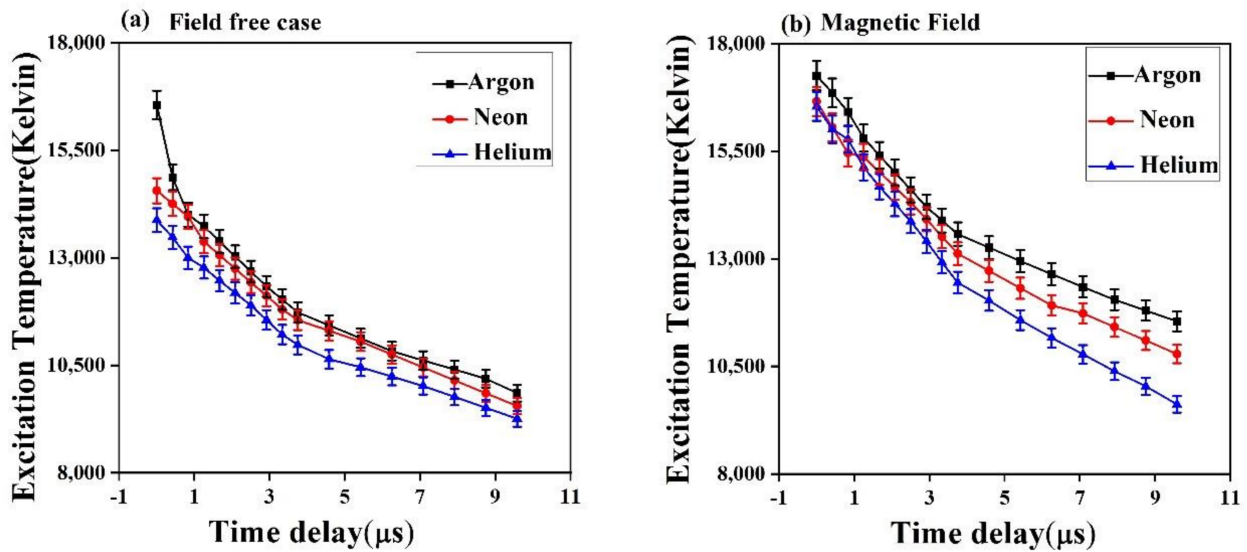 (a) Field free case
Excitation Temperature(Kelvin)
18,000
15,500
13,000
10,500
8,000
Argon
Neon
Helium
-1 1 3 5 7 9 11
Time delay(μs)
(b) Magnetic Field
Excitation Temperature(Kelvin)
18,000
15,500
13,000
10,500
8,000
Argon
Neon
Helium
-1 1 3 5 7 9 11
Time delay(μs)